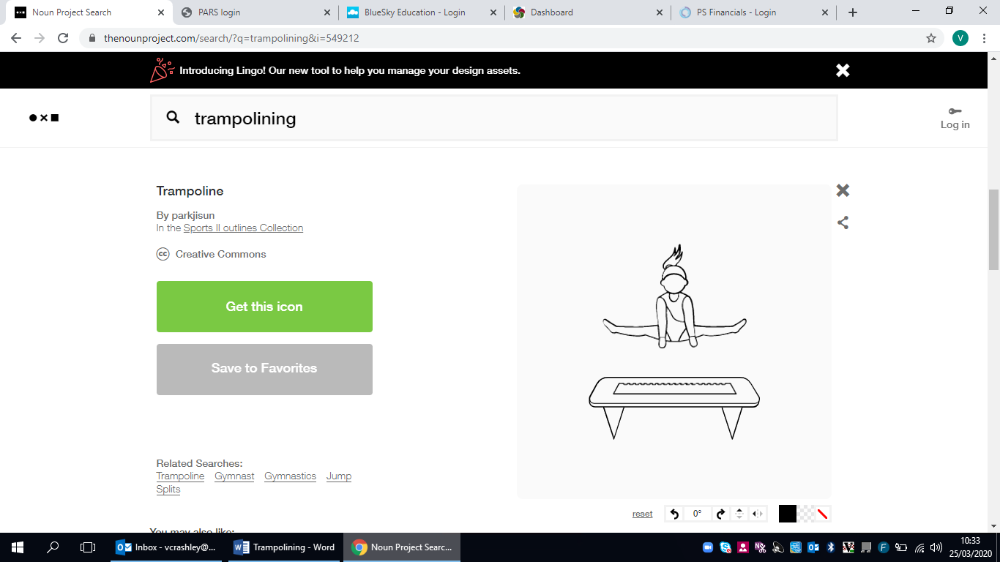 Noun Project Search
PARS login
BlueSky Education - Login
Dashboard
PS Financials - Login
thenounproject.com/search/?q=trampolining&i=549212
V
Introducing Lingo! Our new tool to help you manage your design assets.
trampolining
Log in
Trampoline
By parkjisun
In the Sports II outlines Collection
cc Creative Commons
Get this icon
Save to Favorites
Related Searches:
Trampoline Gymnast Gymnastics Jump
Splits
reset 0°
You may also like:
Inbox - vcrashley@...
Trampolining - Word
Noun Project Searc...
10:33
25/03/2020